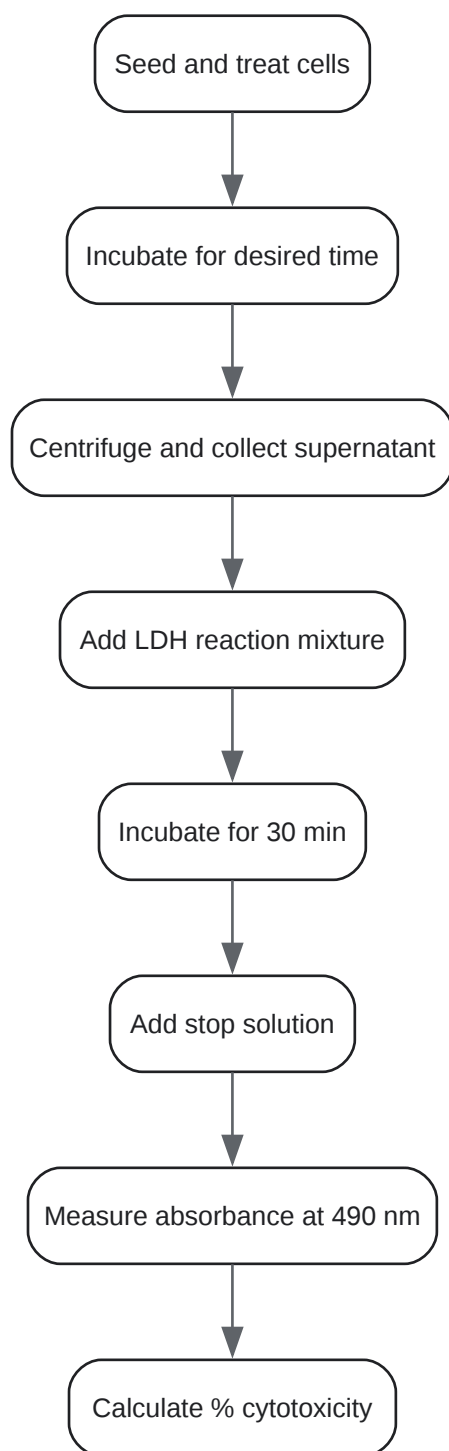 Seed and treat cells
Incubate for desired time
Centrifuge and collect supernatant
Add LDH reaction mixture
Incubate for 30 min
Add stop solution
Measure absorbance at 490 nm
Calculate % cytotoxicity